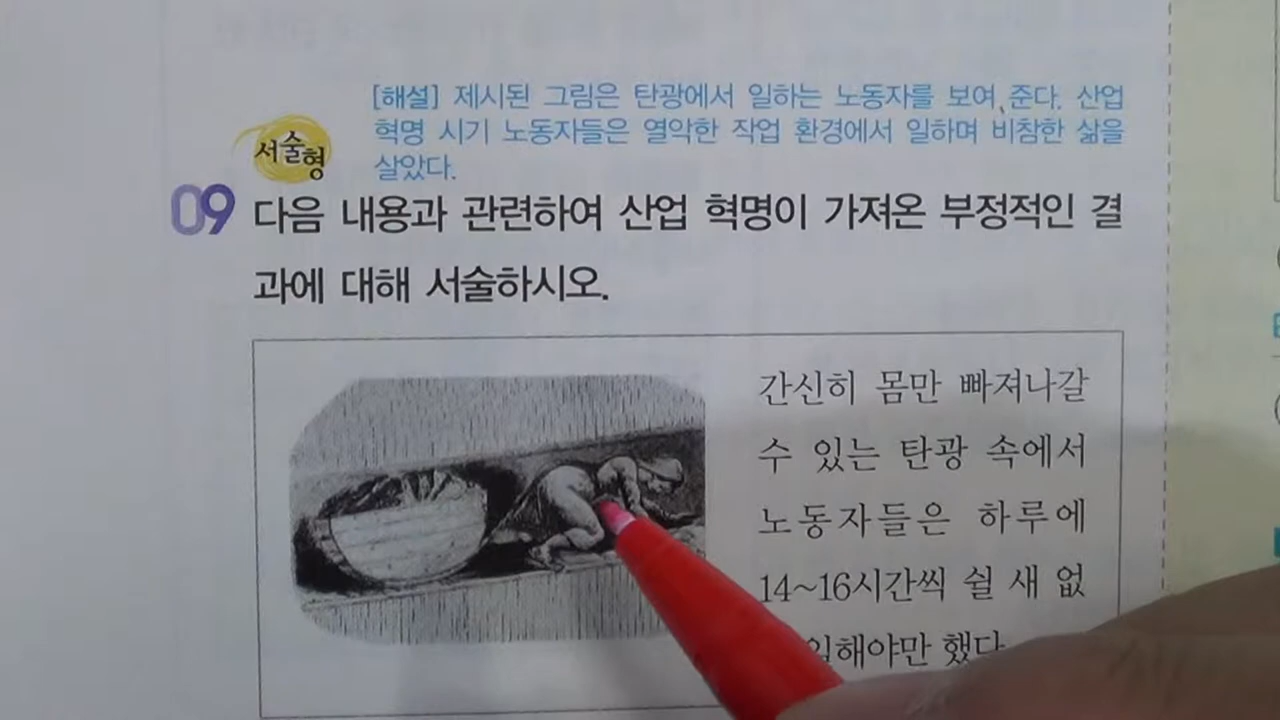 [해설] 제시된 그림은 탄광에서 일하는 노동자를 보여 준다. 산업
혁명 시기 노동자들은 열악한 작업 환경에서 일하며 비참한 삶을
살았다.
서술형
09 다음 내용과 관련하여 산업 혁명이 가져온 부정적인 결
과에 대해 서술하시오.
간신히 몸만 빠져나갈
수 있는 탄광 속에서
노동자들은 하루에
14~16시간씩 쉴 새 없
일해야만 했다